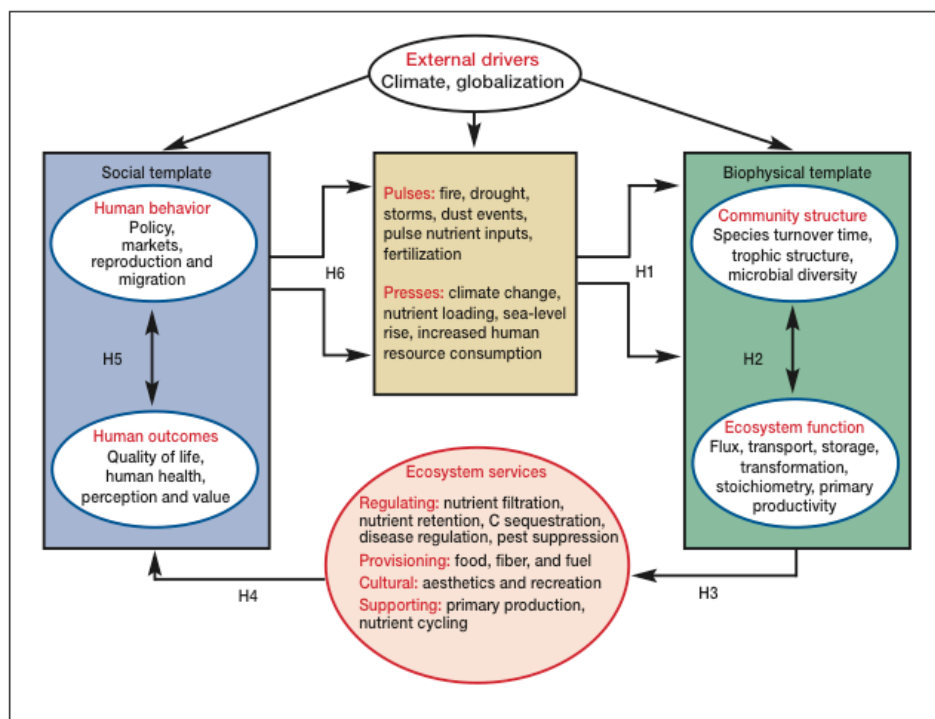 External drivers
Climate, globalization
Social template
Human behavior
Policy,
markets,
reproduction and
migration
H5
Human outcomes
Quality of life,
human health,
perception and value
H6
Pulses: fire, drought,
storms, dust events,
pulse nutrient inputs,
fertilization
Presses: climate change,
nutrient loading, sea-level
rise, increased human
resource consumption
H1
Biophysical template
Community structure
Species turnover time,
trophic structure,
microbial diversity
H2
Ecosystem function
Flux, transport, storage,
transformation,
stoichiometry, primary
productivity
H3
Ecosystem services
Regulating: nutrient filtration,
nutrient retention, C sequestration,
disease regulation, pest suppression
Provisioning: food, fiber, and fuel
Cultural: aesthetics and recreation
Supporting: primary production,
nutrient cycling
H4